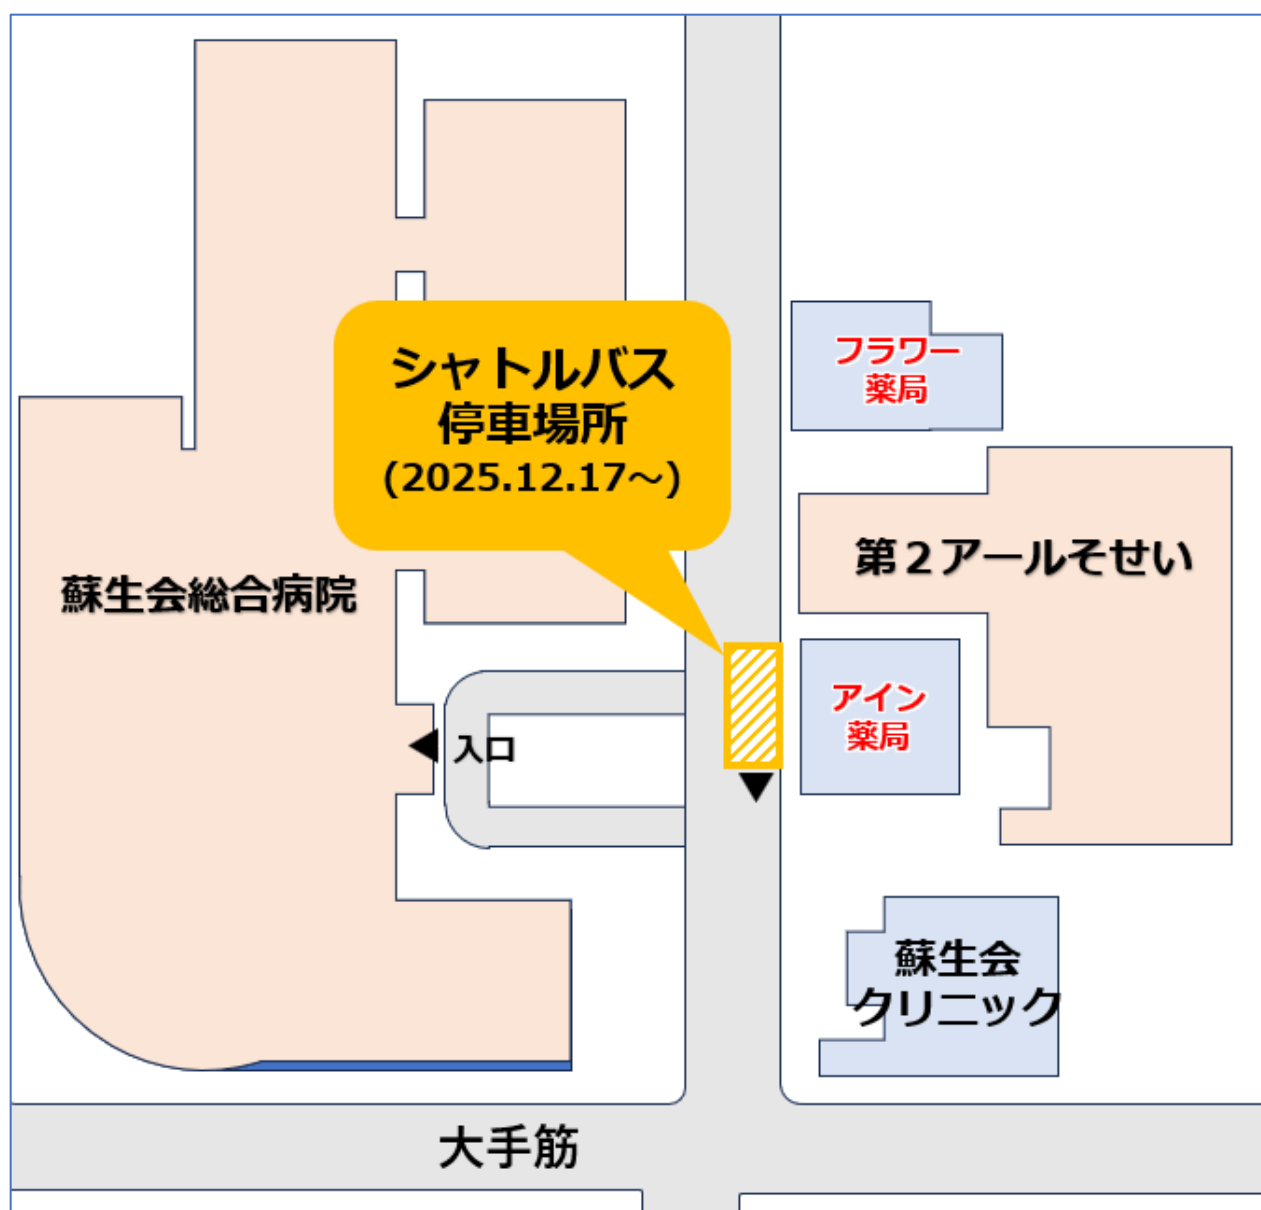 フラワー
薬局
シャトルバス
停車場所
(2025.12.17～)
第２アールそせい
蘇生会総合病院
アイン
薬局
入口
蘇生会
クリニック
大手筋